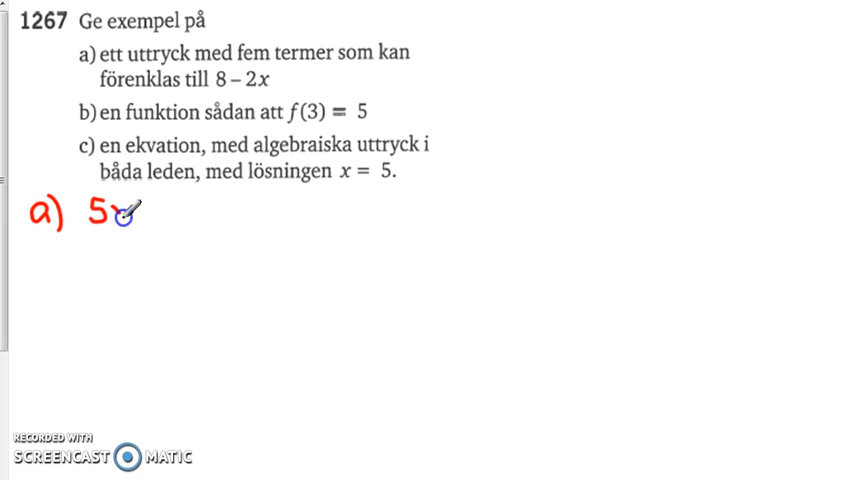 1267 Ge exempel på
a) ett uttryck med fem termer som kan
förenklas till 8 – 2x
b) en funktion sådan att f(3) = 5
c) en ekvation, med algebraiska uttryck i
båda leden, med lösningen x = 5.
a) 5x
RECORDED WITH
SCREENCAST MATIC